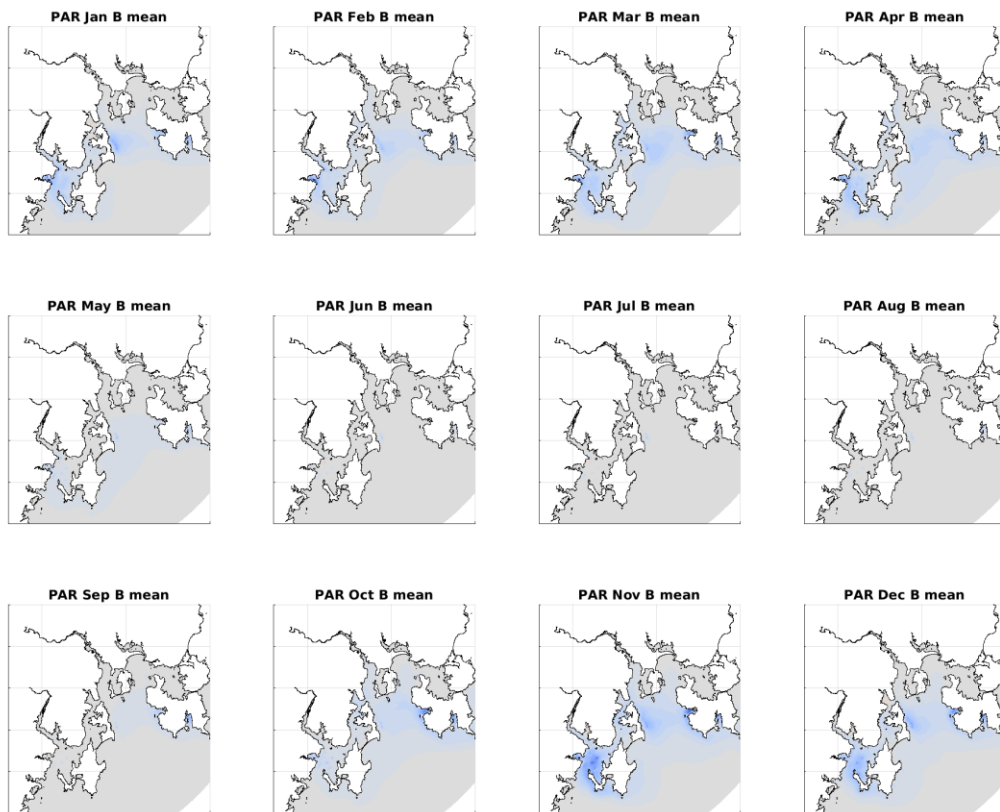 PAR Jan B mean
PAR Feb B mean
PAR Mar B mean
PAR Apr B mean
PAR May B mean
PAR Jun B mean
PAR Jul B mean
PAR Aug B mean
PAR Sep B mean
PAR Oct B mean
PAR Nov B mean
PAR Dec B mean